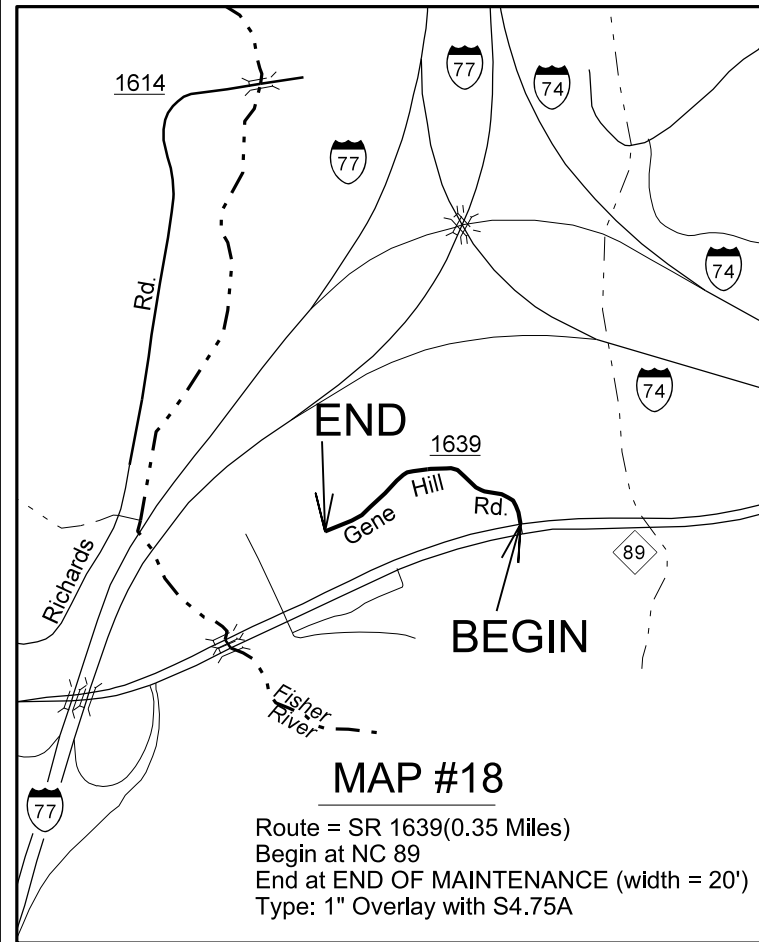 77
74
1614
77
74
Rd.
74
END
1639
Gene Hill Rd.
89
Richards
BEGIN
Fisher
River
MAP #18
77
Route = SR 1639(0.35 Miles)
Begin at NC 89
End at END OF MAINTENANCE (width = 20')
Type: 1" Overlay with S4.75A